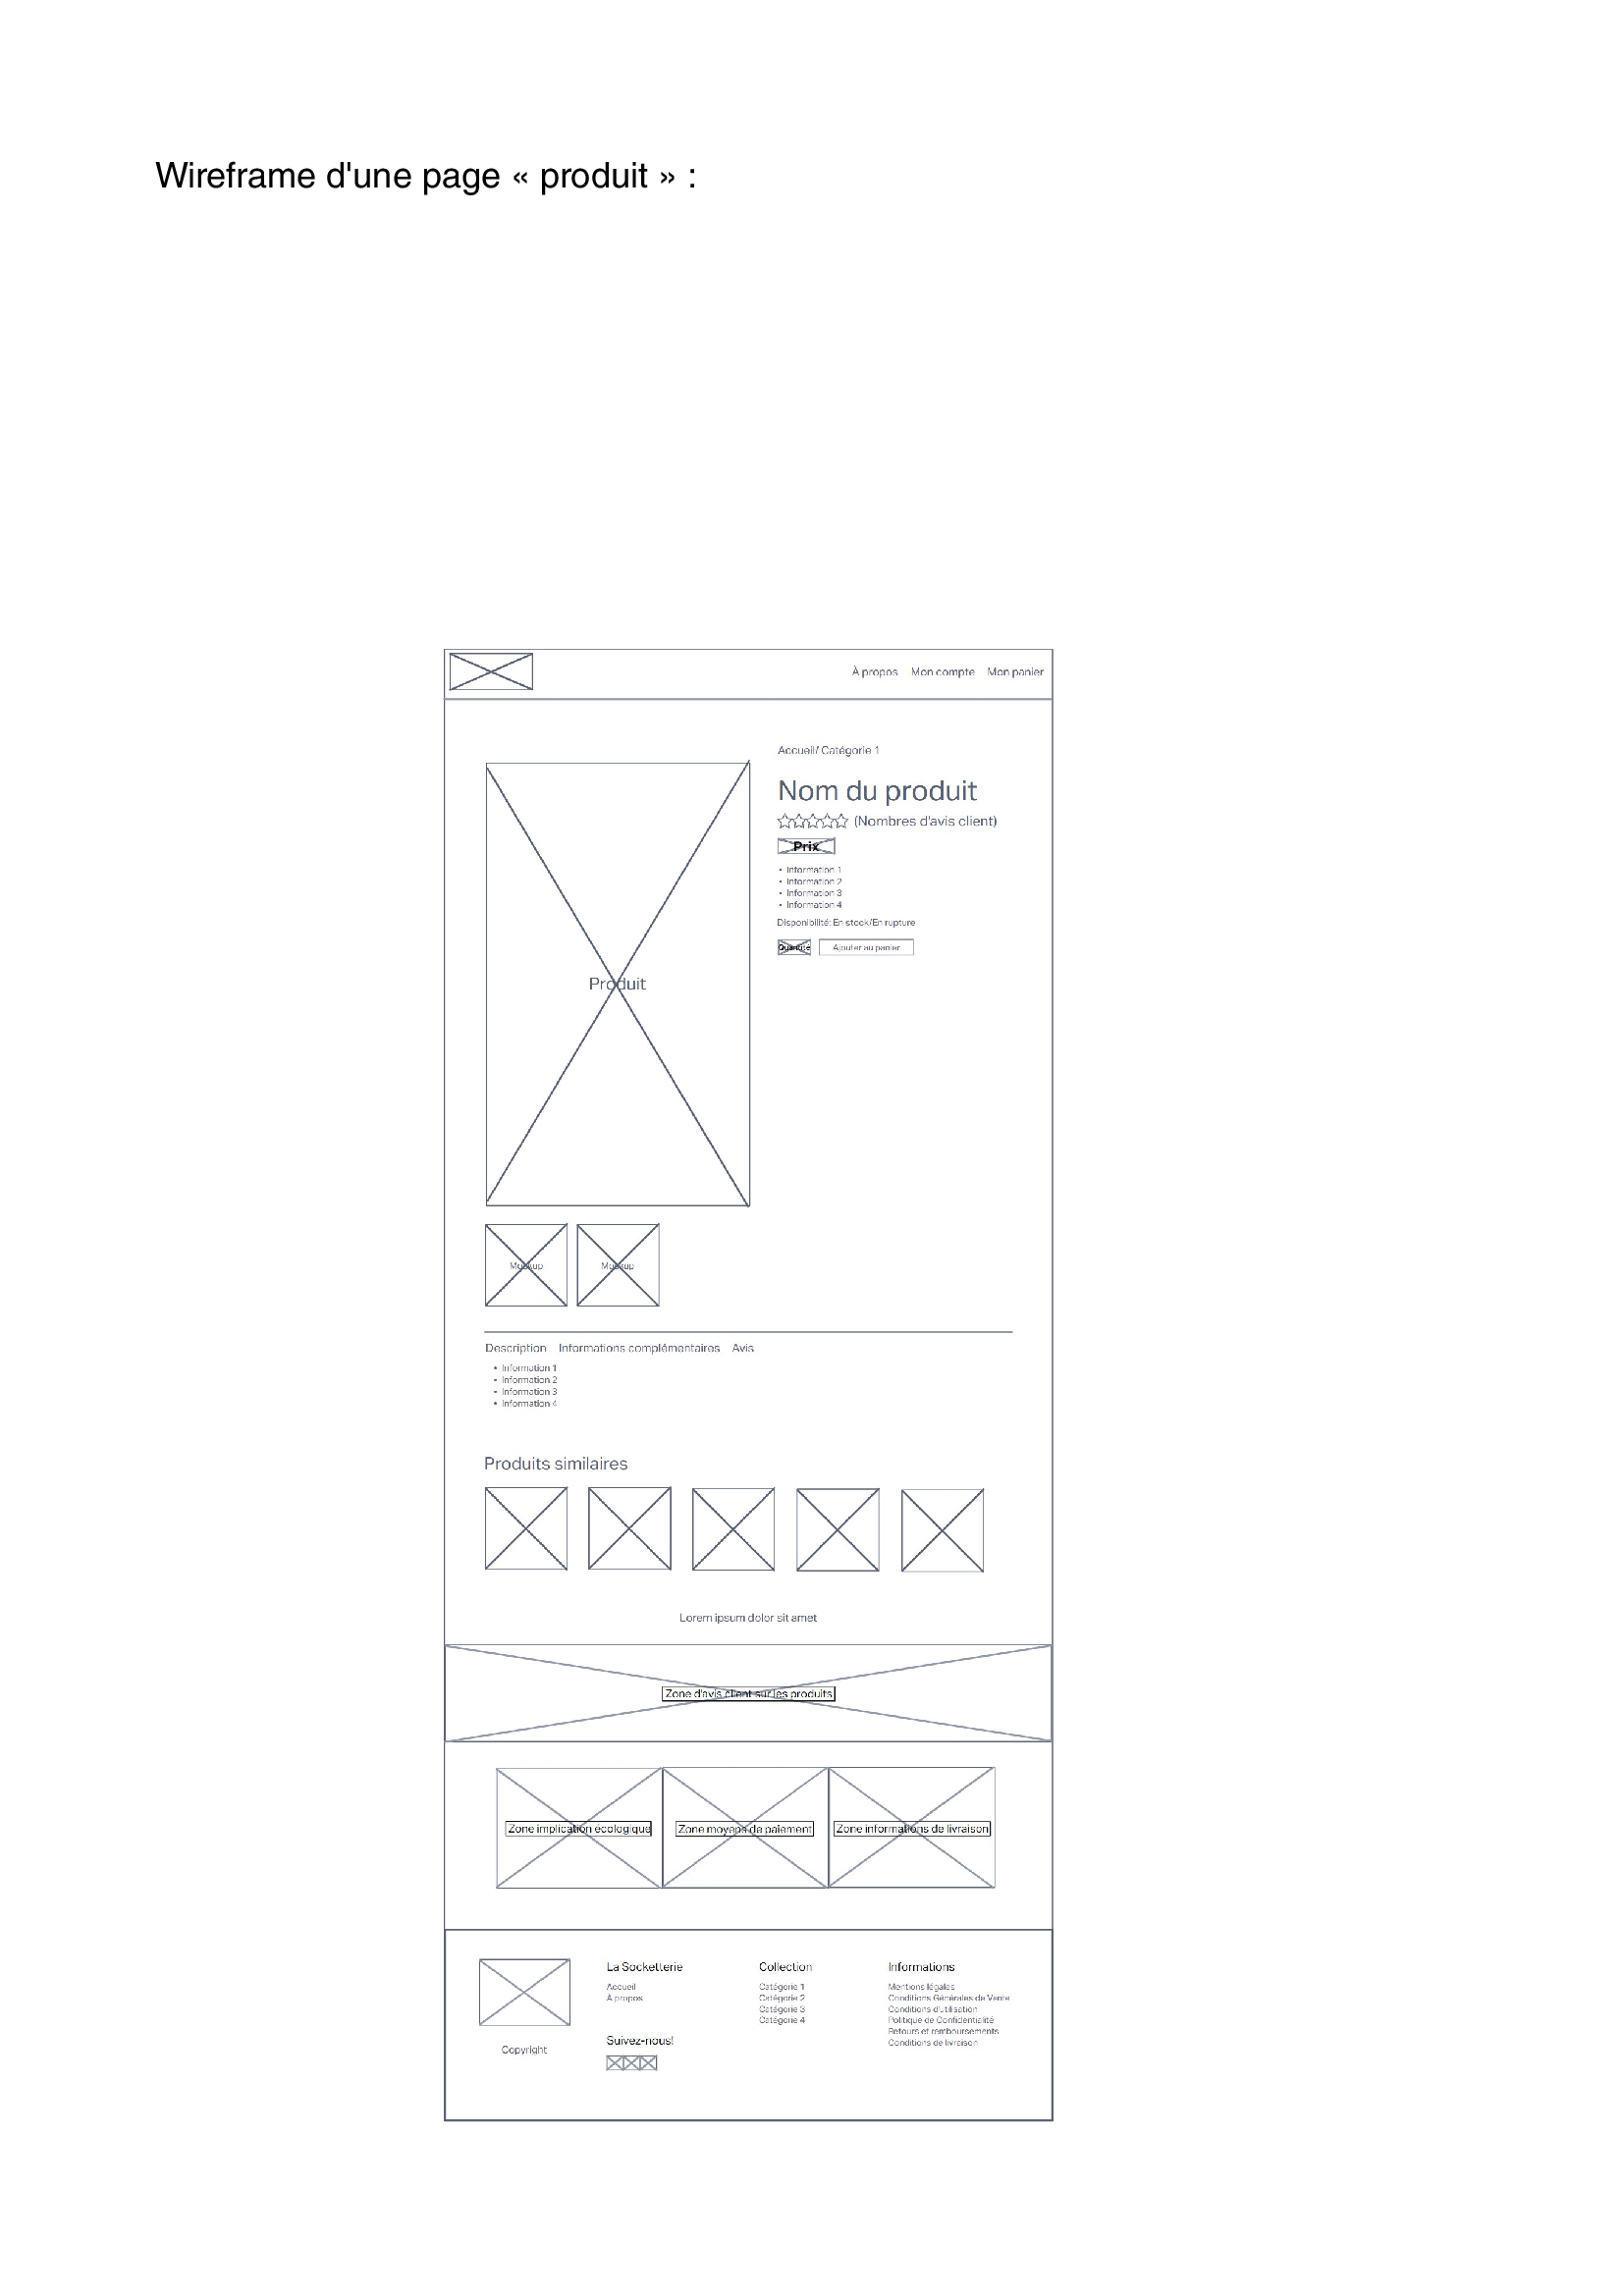 Wireframe d'une page « produit » :
À propos Mon compte Mon panier
Accueil/ Catégorie 1
Nom du produit
(Nombres d'avis client)
Prix
• Information 1
• Information 2
• Information 3
• Information 4
Disponibilité: En stock/En rupture
Quantité Ajouter au panier
Produit
Mockup Mockup
Description Informations complémentaires Avis
• Information 1
• Information 2
• Information 3
• Information 4
Produits similaires
Lorem ipsum dolor sit amet
Zone d'avis client sur les produits
Zone implication écologique Zone moyens de paiement Zone informations de livraison
La Socketterie
Accueil
À propos
Suivez-nous!
Copyright
Collection
Catégorie 1
Catégorie 2
Catégorie 3
Catégorie 4
Informations
Mentions légales
Conditions Générales de Vente
Conditions d'utilisation
Politique de Confidentialité
Retours et remboursements
Conditions de livraison